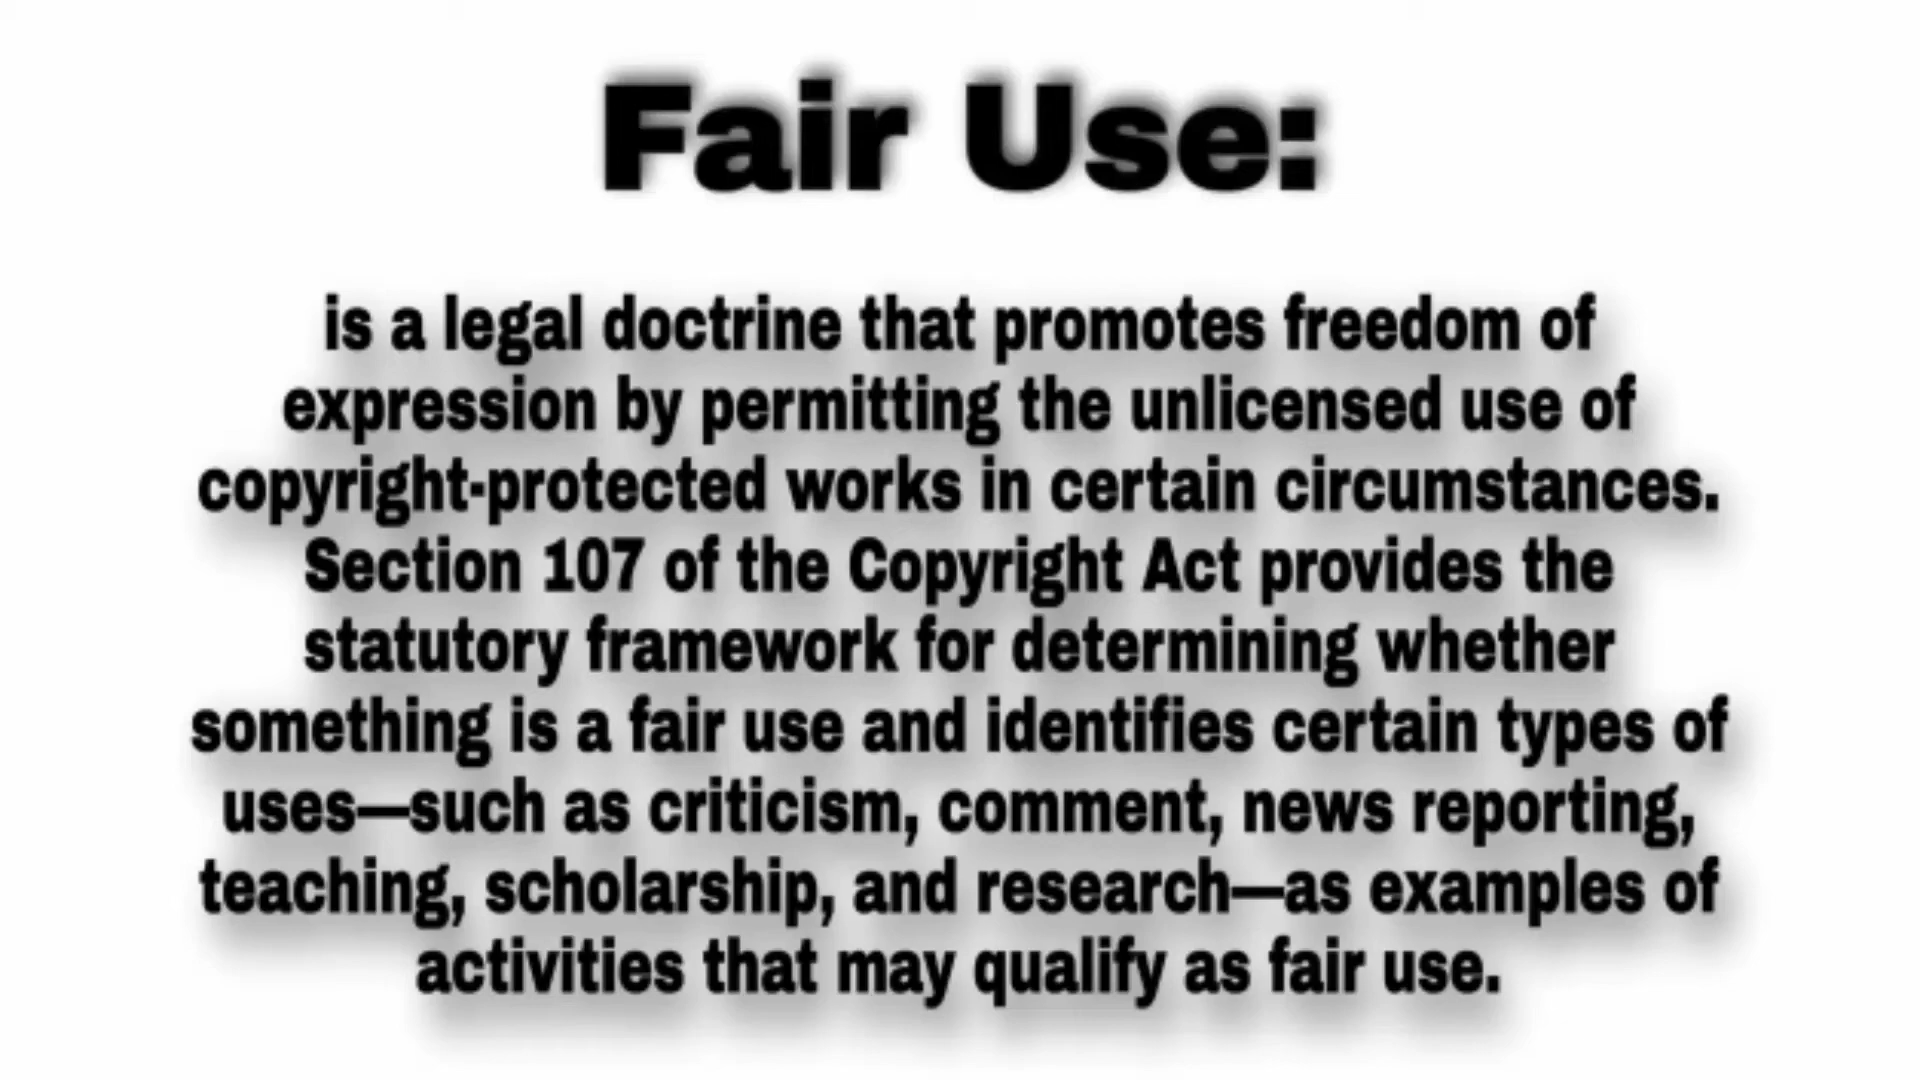 Fair Use:
is a legal doctrine that promotes freedom of
expression by permitting the unlicensed use of
copyright-protected works in certain circumstances.
Section 107 of the Copyright Act provides the
statutory framework for determining whether
something is a fair use and identifies certain types of
uses—such as criticism, comment, news reporting,
teaching, scholarship, and research—as examples of
activities that may qualify as fair use.